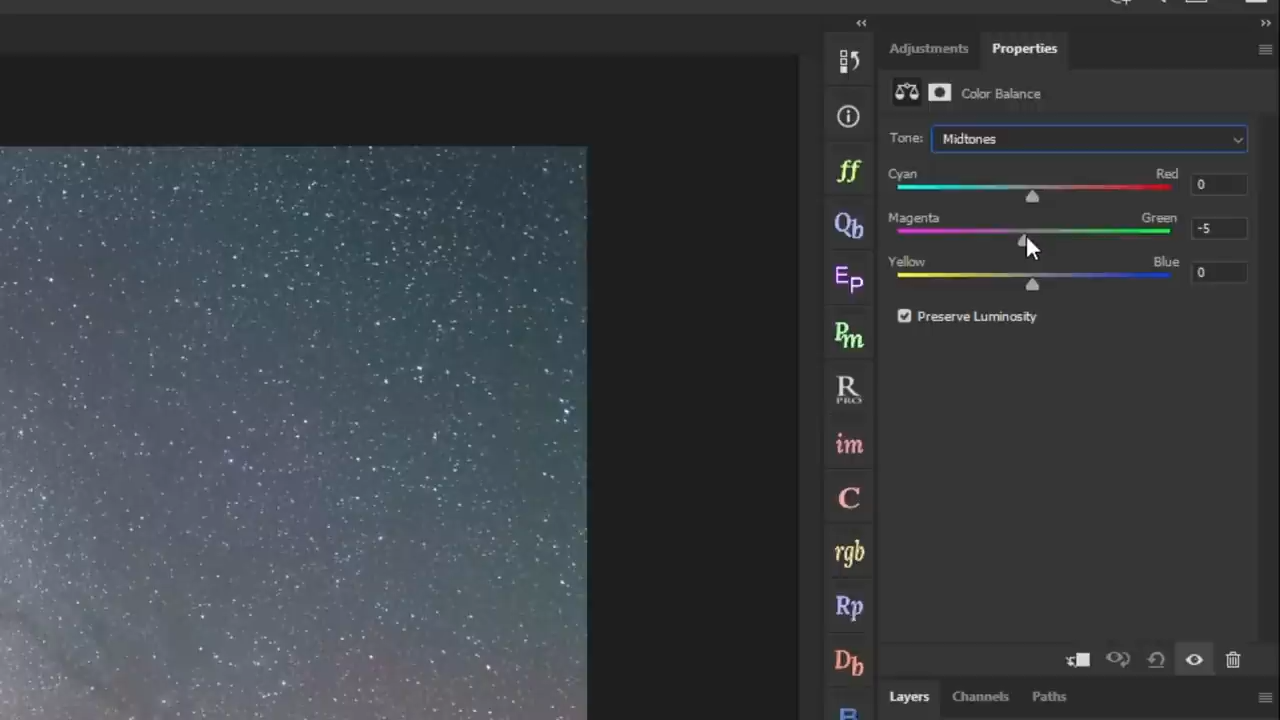 Adjustments Properties
Color Balance
Tone: Midtones
Cyan Red 0
Magenta Green -5
Yellow Blue 0
Preserve Luminosity
ff
Qb
EP
Pm
R PRO
im
C
rgb
Rp
Db
Layers Channels Paths